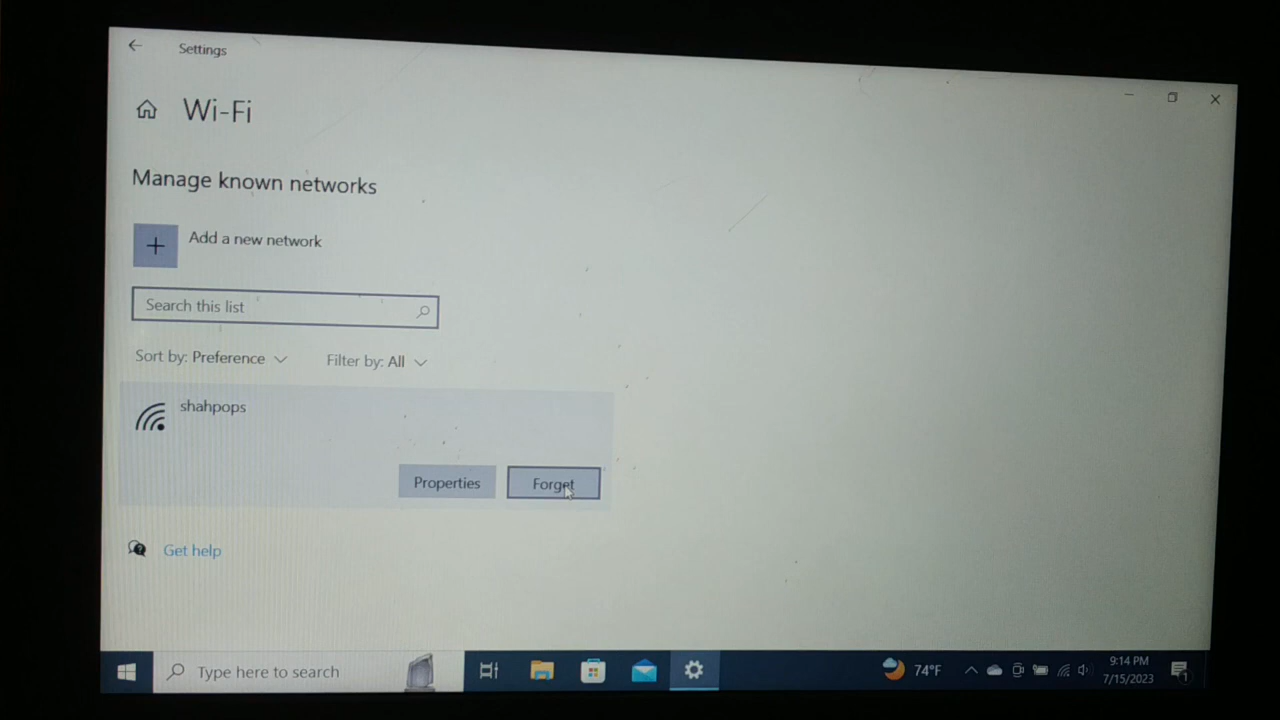 Settings
Wi-Fi
Manage known networks
Add a new network
Search this list
Sort by: Preference Filter by: All
shahpops
Properties Forget
Get help
Type here to search
74°F
9:14 PM
7/15/2023
1